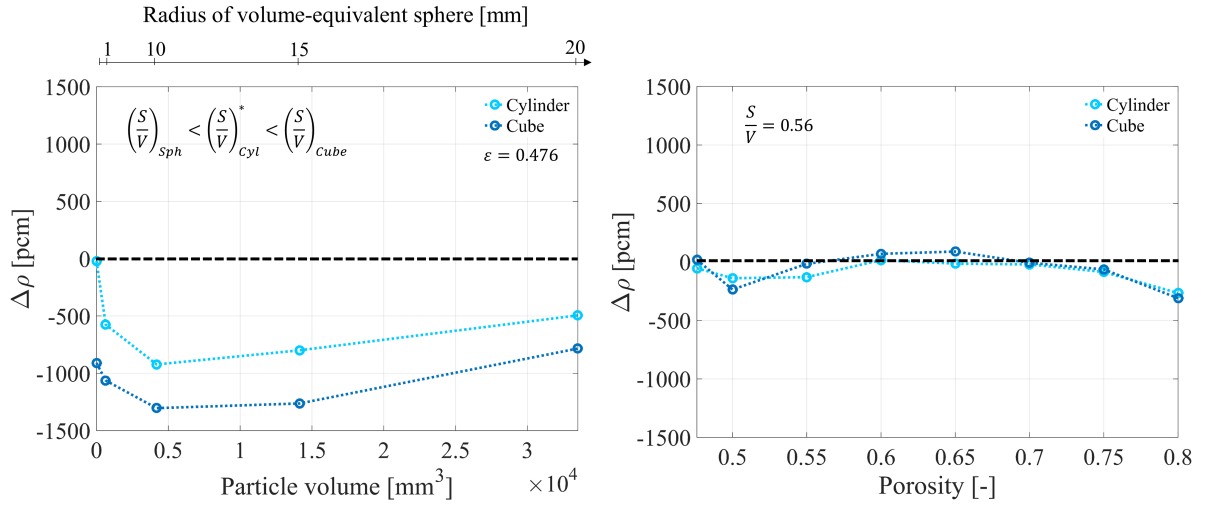 Radius of volume-equivalent sphere [mm]
1 10 15 20
1500
1000
500
0
-500
-1000
-1500
Δρ [pcm]
(S/V)Sph < (S/V)*Cyl < (S/V)Cube
Cylinder
Cube
ε = 0.476
0 0.5 1 1.5 2 2.5 3
Particle volume [mm³]
×10⁴
1500
1000
500
0
-500
-1000
-1500
Δρ [pcm]
S/V = 0.56
Cylinder
Cube
0.5 0.55 0.6 0.65 0.7 0.75 0.8
Porosity [-]